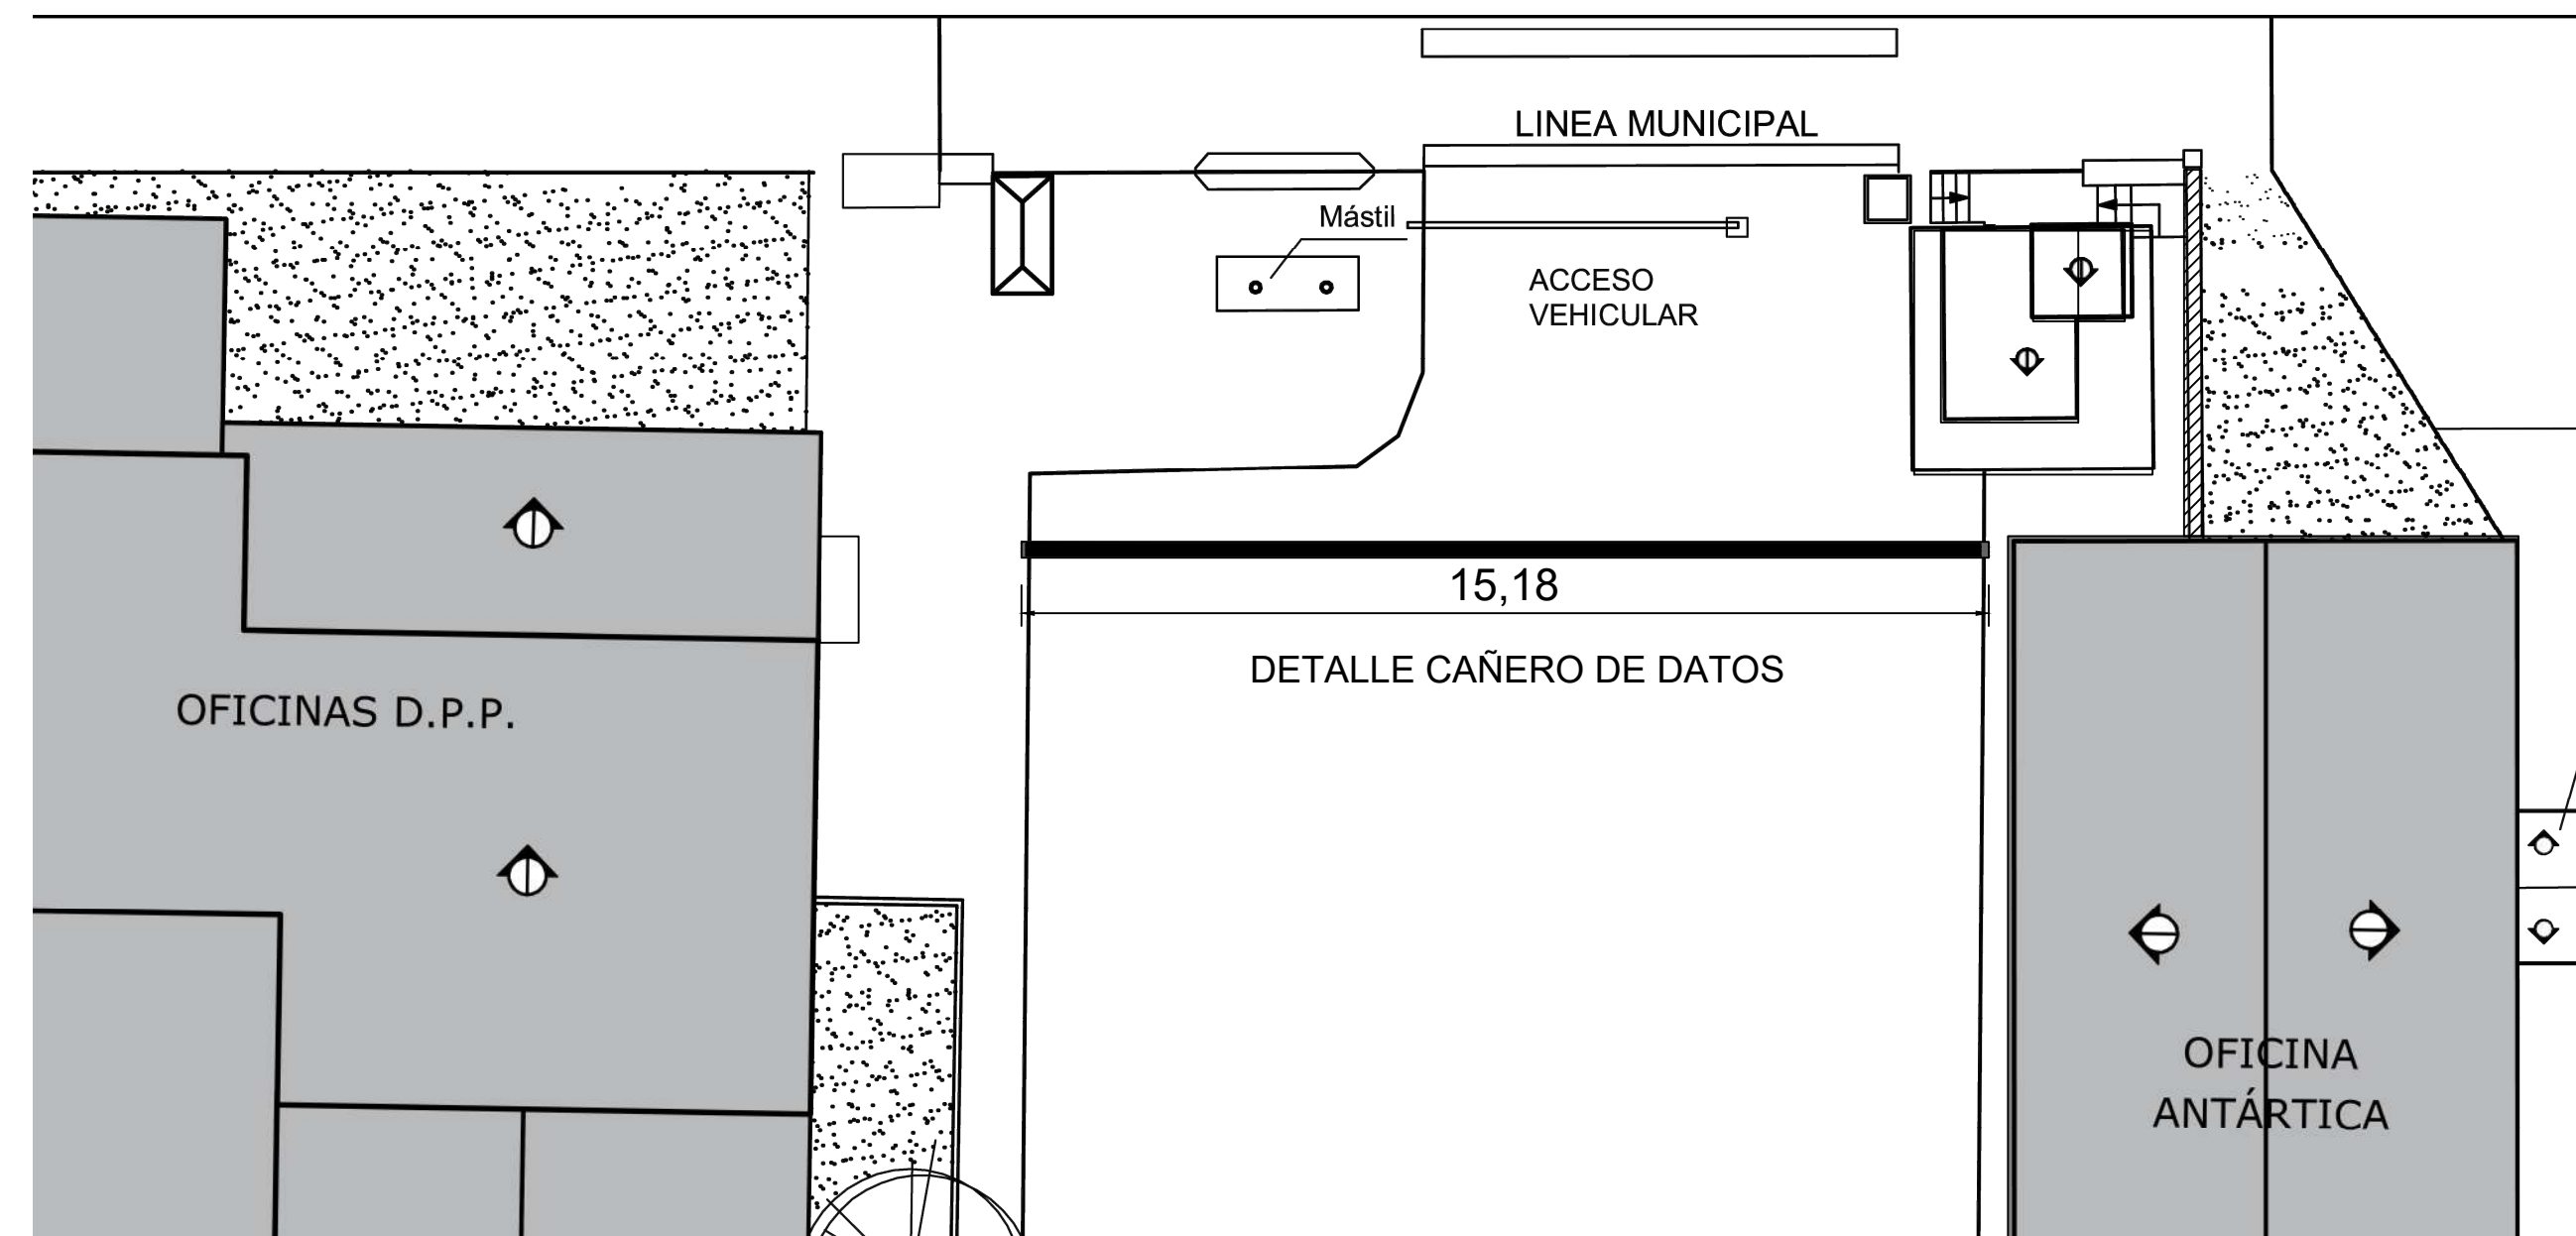 LINEA MUNICIPAL
Mástil
ACCESO
VEHICULAR
15,18
DETALLE CAÑERO DE DATOS
OFICINAS D.P.P.
OFICINA
ANTÁRTICA